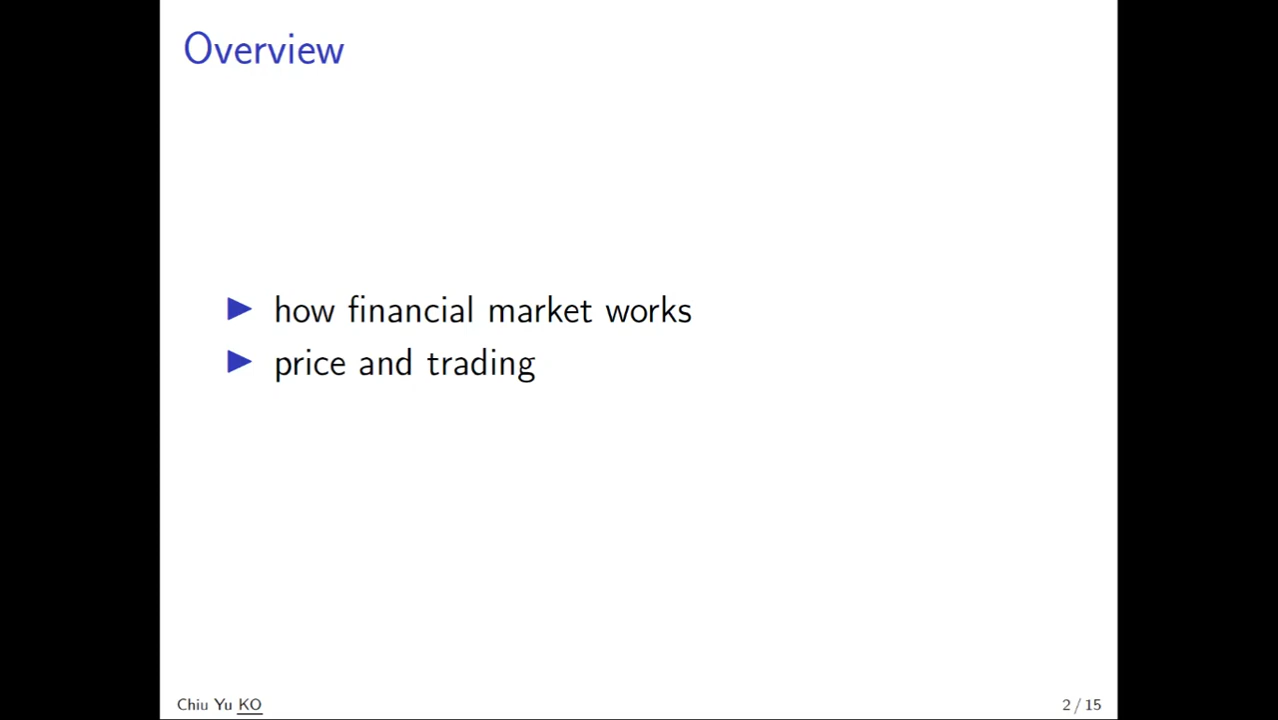 Overview
how financial market works
price and trading
Chiu Yu KO
2 / 15